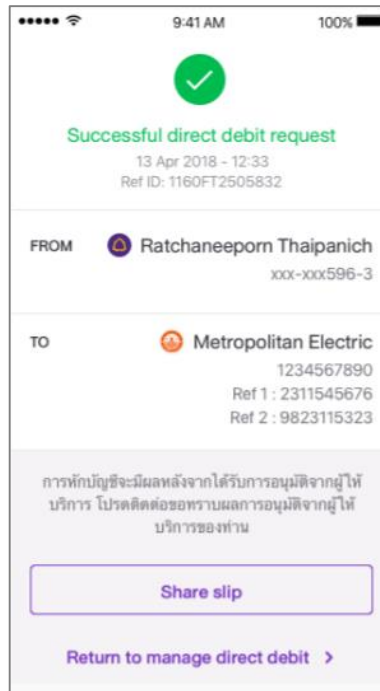 9:41 AM
100%
Successful direct debit request
13 Apr 2018 - 12:33
Ref ID: 1160FT2505832
FROM
Ratchaneeporn Thaipanich
xxx-xxx596-3
TO
Metropolitan Electric
1234567890
Ref 1 : 2311545676
Ref 2 : 9823115323
การหักบัญชีจะมีผลหลังจากได้รับการอนุมัติจากผู้ให้
บริการ โปรดติดต่อขอทราบผลการอนุมัติจากผู้ให้
บริการของท่าน
Share slip
Return to manage direct debit >